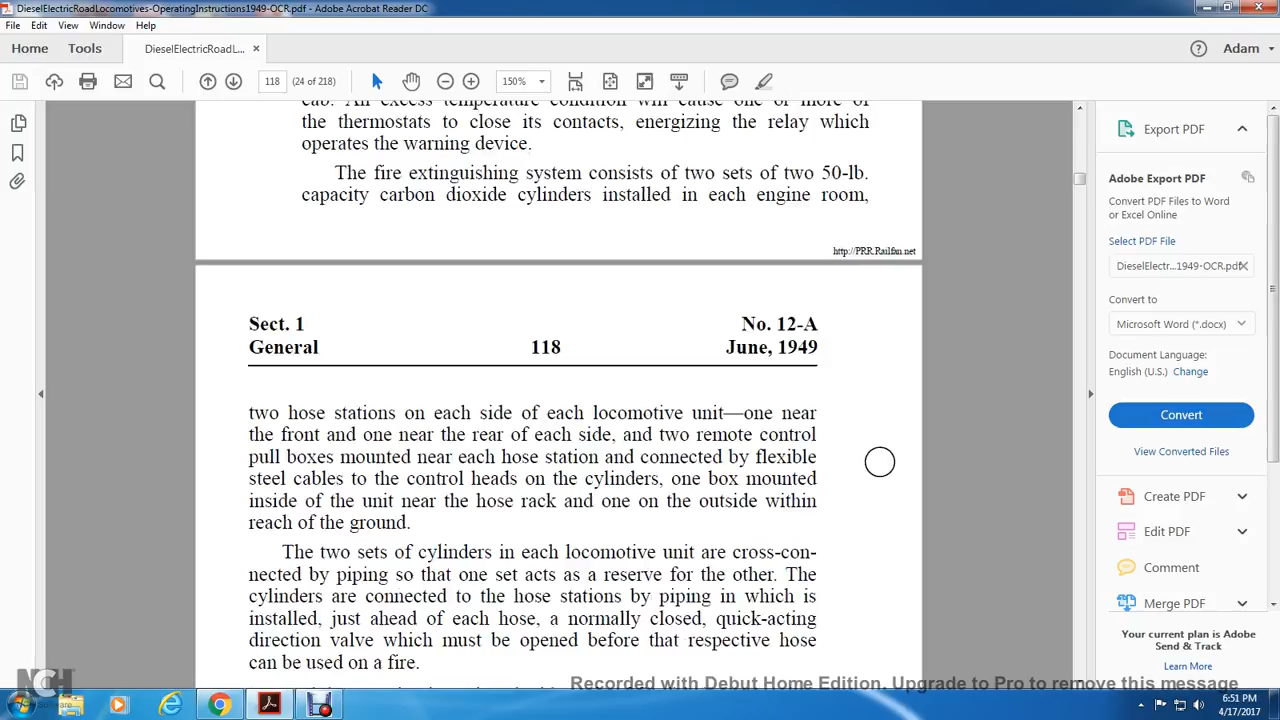 DieselElectricRoadLocomotives-OperatingInstructions1949-OCR.pdf - Adobe Acrobat Reader DC
File Edit View Window Help
Home Tools DieselElectricRoadL... × Adam
118 (24 of 218) 150%
cab. An excess temperature condition will cause one or more of
the thermostats to close its contacts, energizing the relay which
operates the warning device.
The fire extinguishing system consists of two sets of two 50-lb.
capacity carbon dioxide cylinders installed in each engine room,
http://PRR.Railfan.net
Sect. 1 No. 12-A
General 118 June, 1949
two hose stations on each side of each locomotive unit—one near
the front and one near the rear of each side, and two remote control
pull boxes mounted near each hose station and connected by flexible
steel cables to the control heads on the cylinders, one box mounted
inside of the unit near the hose rack and one on the outside within
reach of the ground.
The two sets of cylinders in each locomotive unit are cross-con-
nected by piping so that one set acts as a reserve for the other. The
cylinders are connected to the hose stations by piping in which is
installed, just ahead of each hose, a normally closed, quick-acting
direction valve which must be opened before that respective hose
can be used on a fire.
Export PDF
Adobe Export PDF
Convert PDF Files to Word
or Excel Online
Select PDF File
DieselElectr...1949-OCR.pdf
Convert to
Microsoft Word (*.docx)
Document Language:
English (U.S.) Change
Convert
View Converted Files
Create PDF
Edit PDF
Comment
Merge PDF
Your current plan is Adobe
Send & Track
Learn More
NCH Software
Recorded with Debut Home Edition. Upgrade to Pro to remove this message
6:51 PM
4/17/2017